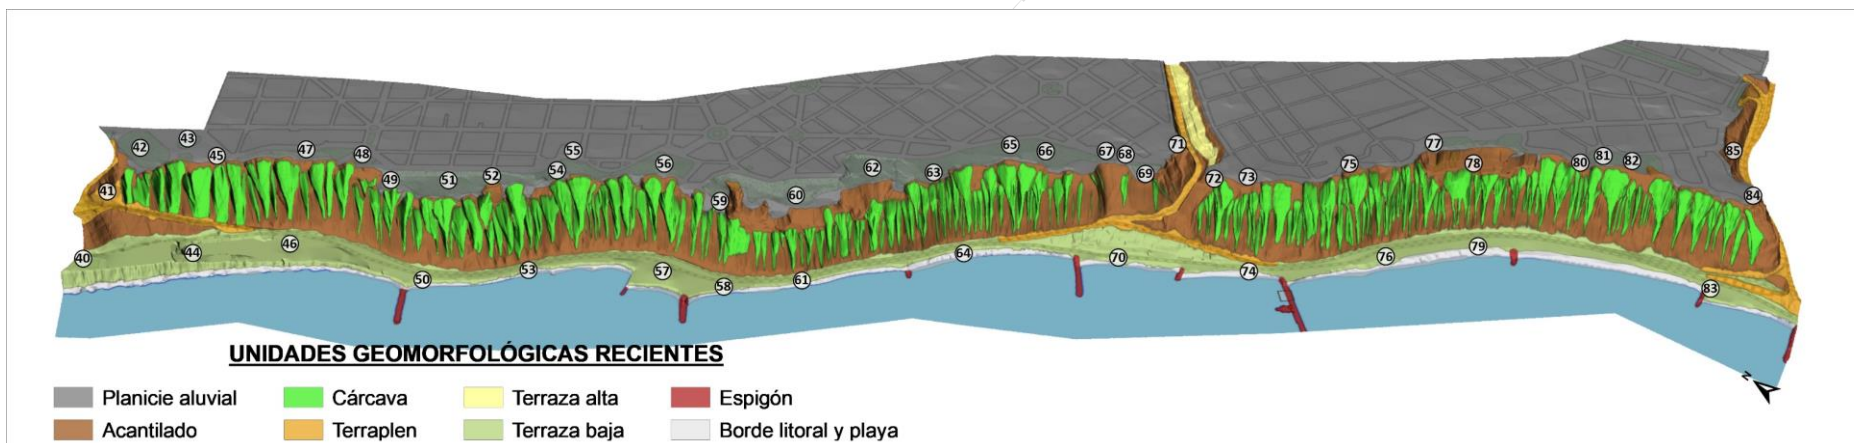 42 43 45 47 48 49 51 52 54 55 56 59 60 62 63 65 66 67 68 69 71 72 73 75 77 78 80 81 82 85 84
41 40 44 46 50 53 57 58 61 64 70 74 76 79 83
N
UNIDADES GEOMORFOLÓGICAS RECIENTES
Planicie aluvial Cárcava Terraza alta Espigón
Acantilado Terraplen Terraza baja Borde litoral y playa